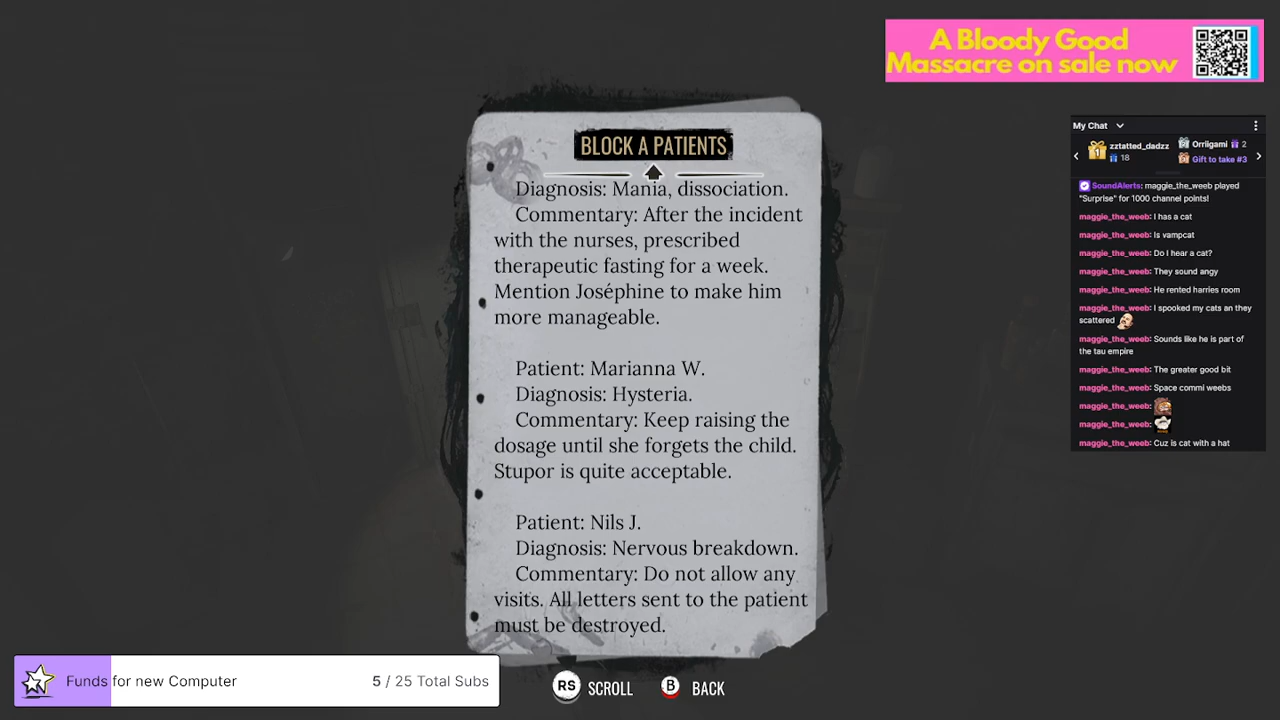 A Bloody Good
Massacre on sale now
My Chat
zztatted_dadzz
18
Orriigami 2
Gift to take #3
SoundAlerts: maggie_the_weeb played
"Surprise" for 1000 channel points!
maggie_the_weeb: I has a cat
maggie_the_weeb: Is vampcat
maggie_the_weeb: Do I hear a cat?
maggie_the_weeb: They sound angy
maggie_the_weeb: He rented harries room
maggie_the_weeb: I spooked my cats an they
scattered
maggie_the_weeb: Sounds like he is part of
the tau empire
maggie_the_weeb: The greater good bit
maggie_the_weeb: Space comml weebs
maggie_the_weeb:
maggie_the_weeb:
maggie_the_weeb: Cuz is cat with a hat
BLOCK A PATIENTS
Diagnosis: Mania, dissociation.
Commentary: After the incident
with the nurses, prescribed
therapeutic fasting for a week.
Mention Joséphine to make him
more manageable.
Patient: Marianna W.
Diagnosis: Hysteria.
Commentary: Keep raising the
dosage until she forgets the child.
Stupor is quite acceptable.
Patient: Nils J.
Diagnosis: Nervous breakdown.
Commentary: Do not allow any
visits. All letters sent to the patient
must be destroyed.
Funds for new Computer 5 / 25 Total Subs
RS SCROLL B BACK